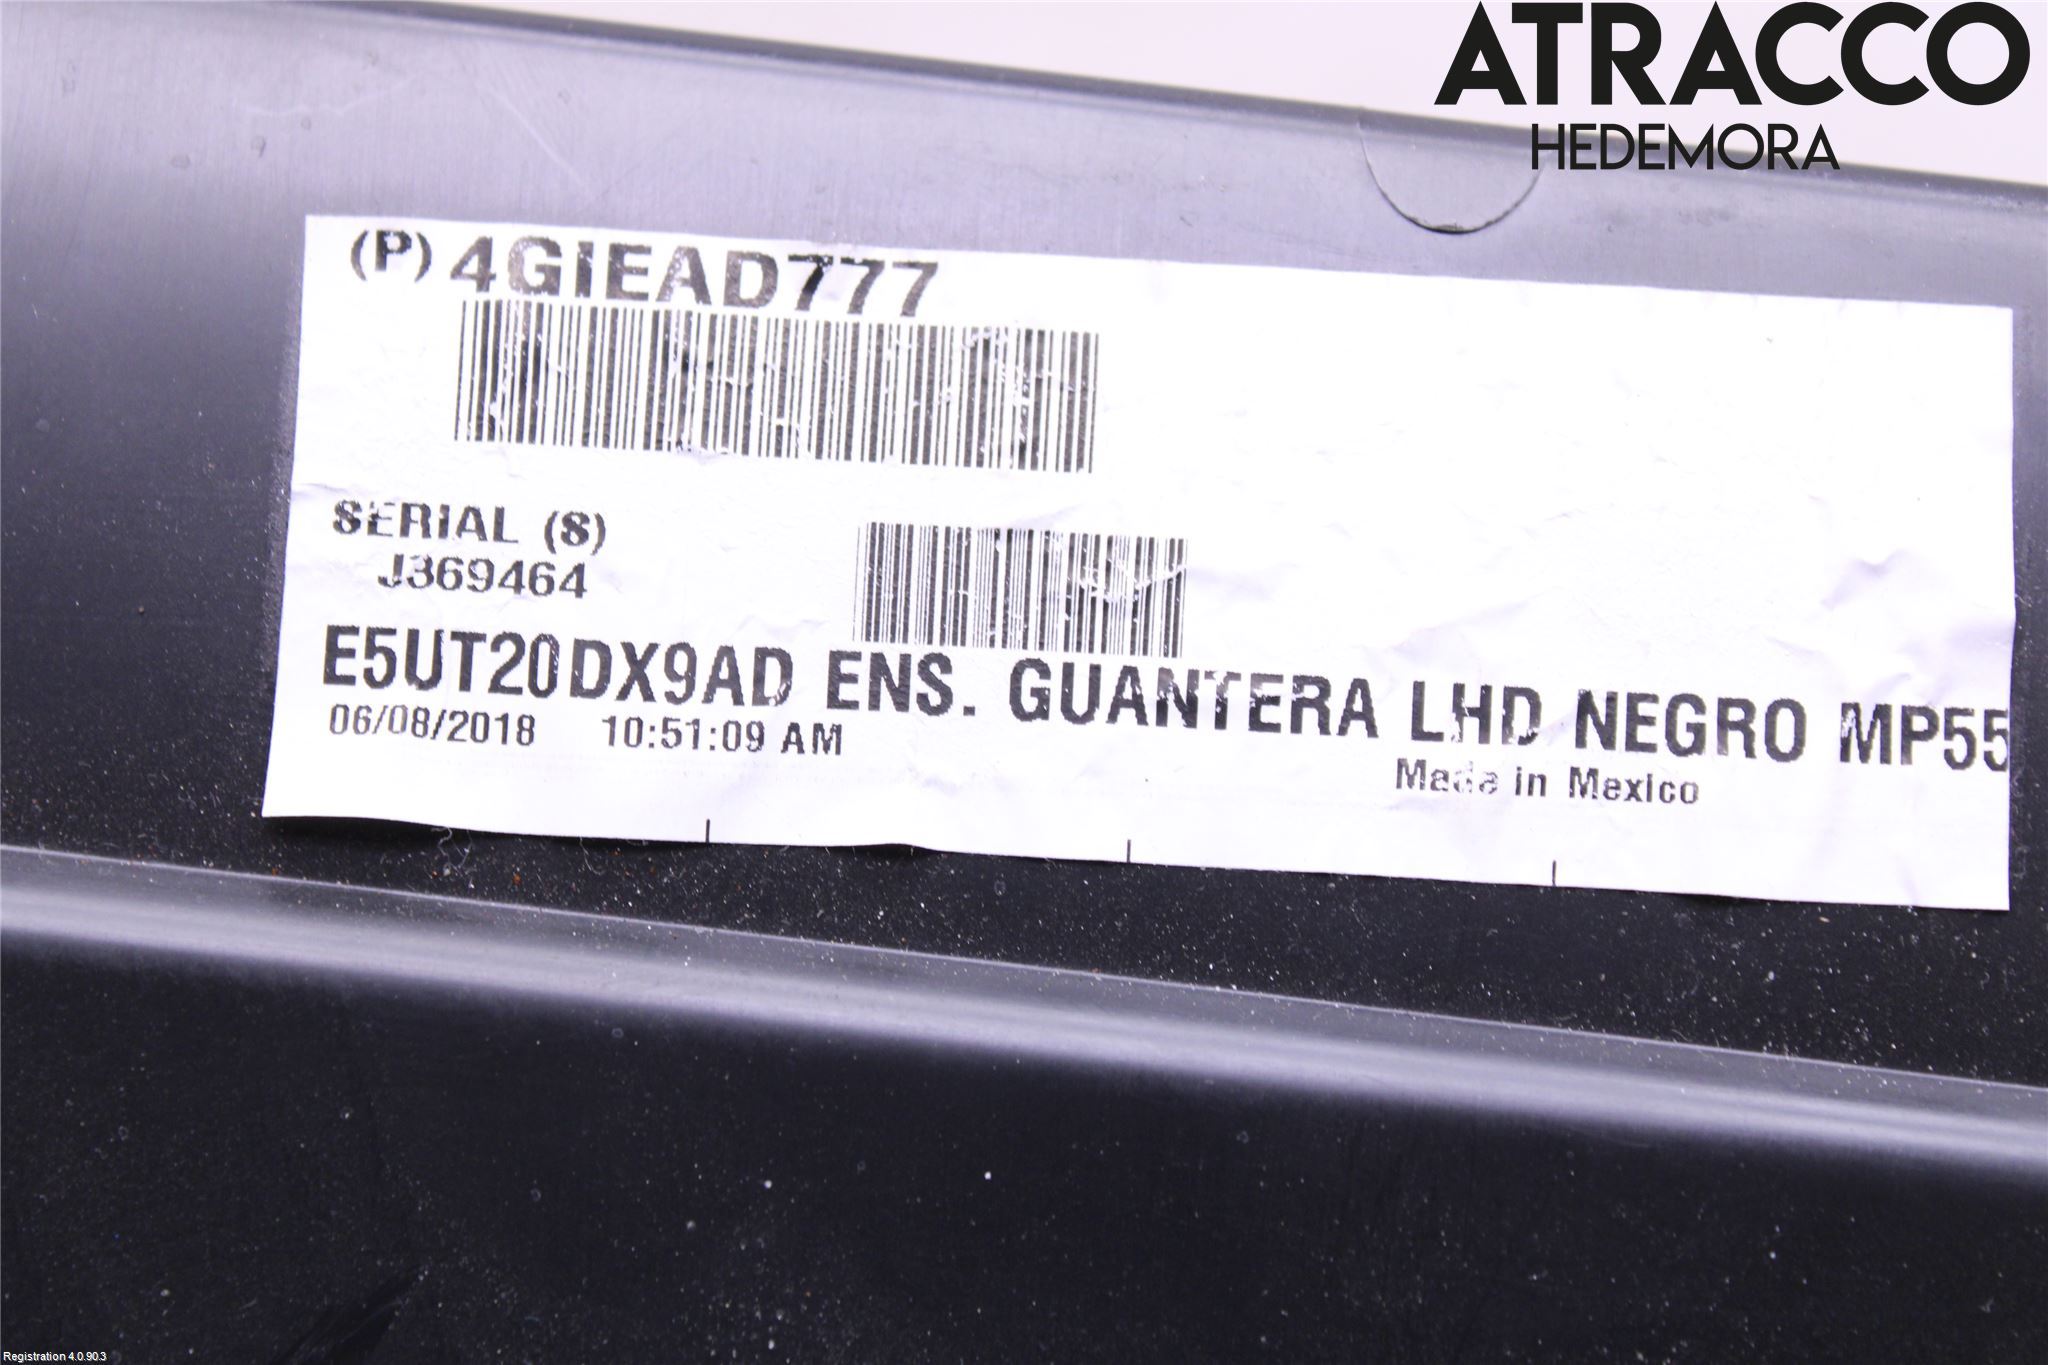 ATRACCO
HEDEMORA
(P) 4GIEAD777
SERIAL (S)
J369464
E5UT20DX9AD ENS. GUANTERA LHD NEGRO MP55
06/08/2018 10:51:09 AM
Made in Mexico
Registration 4.0.90.3